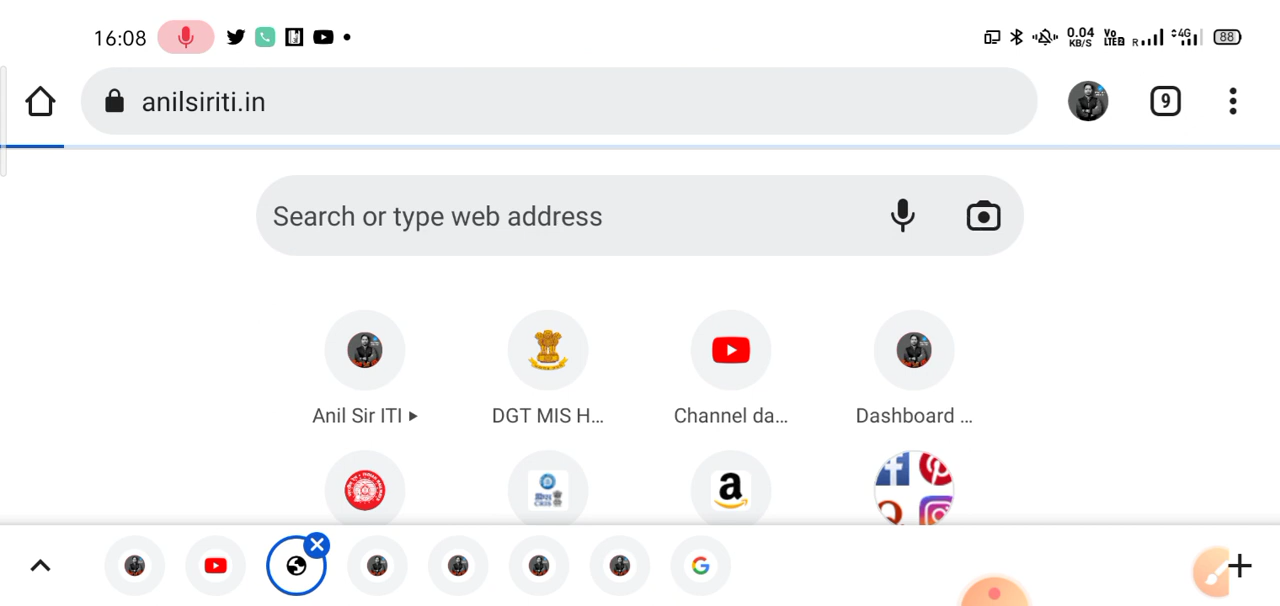 16:08 0.04 KB/S Vo LTE2 R 4G 88
anilsiriti.in 9
Search or type web address
Anil Sir ITI DGT MIS H... Channel da... Dashboard ...